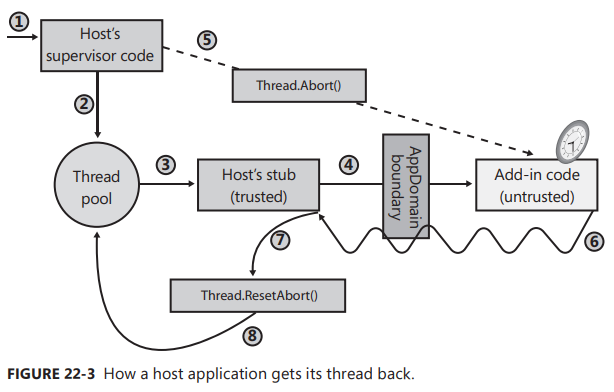 1
Host's
supervisor code
5
Thread.Abort()
2
Thread
pool
3
Host's stub
(trusted)
4
AppDomain
boundary
Add-in code
(untrusted)
6
7
Thread.ResetAbort()
8
FIGURE 22-3 How a host application gets its thread back.